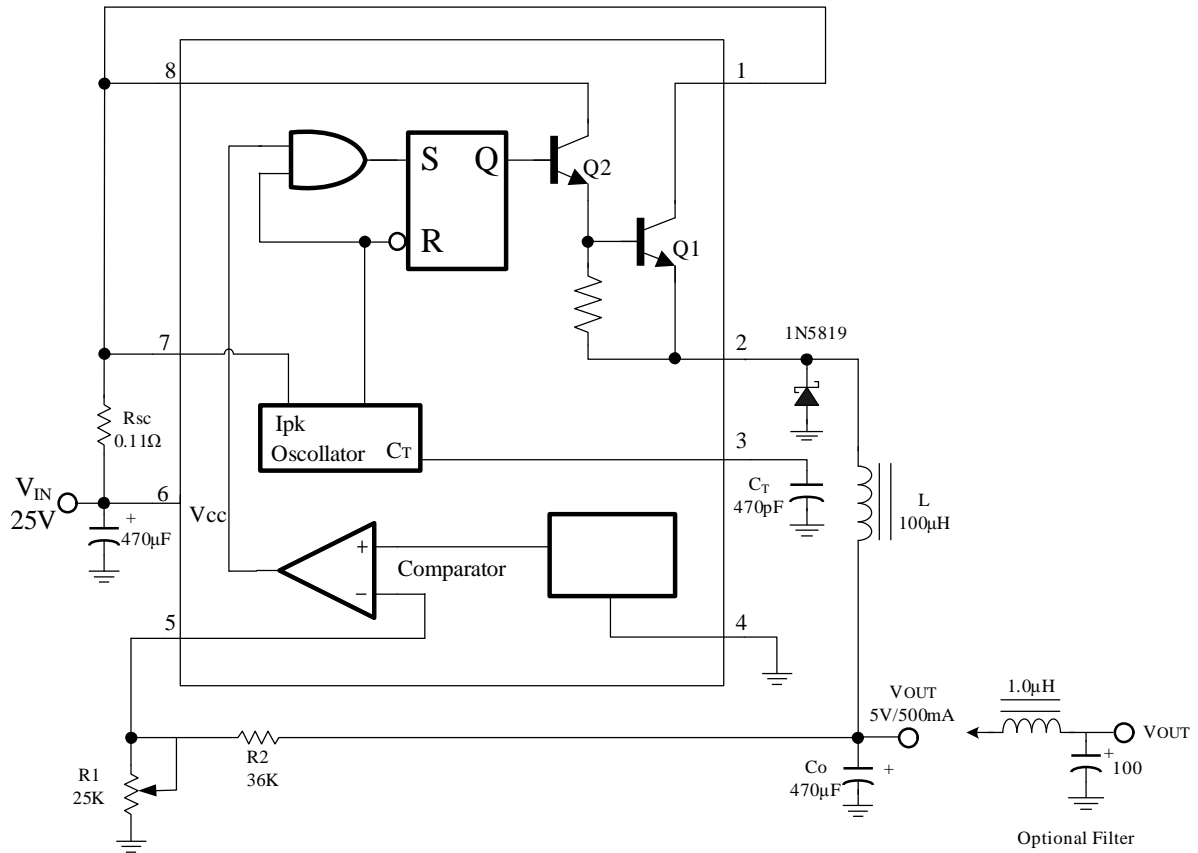 8
1
S
Q
Q2
R
Q1
7
2
1N5819
Rsc
0.11Ω
Ipk
Oscollator
CT
3
VIN
25V
6
Vcc
+
470μF
CT
470pF
L
100μH
+
Comparator
−
5
4
VOUT
5V/500mA
1.0μH
VOUT
R2
36K
R1
25K
Co
470μF
+
+
100
Optional Filter